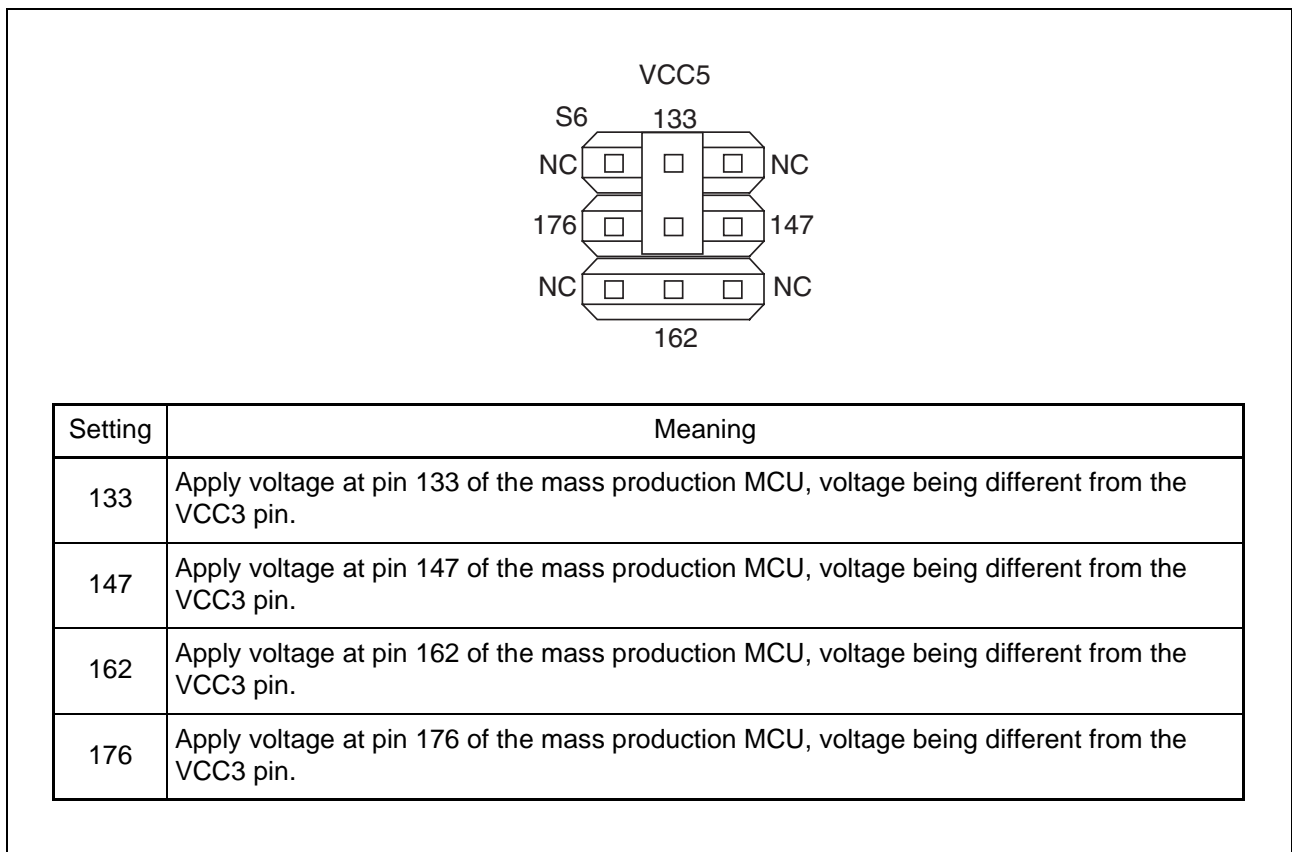 VCC5
S6 133
NC NC
176 147
NC NC
162
Setting Meaning
133 Apply voltage at pin 133 of the mass production MCU, voltage being different from the
VCC3 pin.
147 Apply voltage at pin 147 of the mass production MCU, voltage being different from the
VCC3 pin.
162 Apply voltage at pin 162 of the mass production MCU, voltage being different from the
VCC3 pin.
176 Apply voltage at pin 176 of the mass production MCU, voltage being different from the
VCC3 pin.